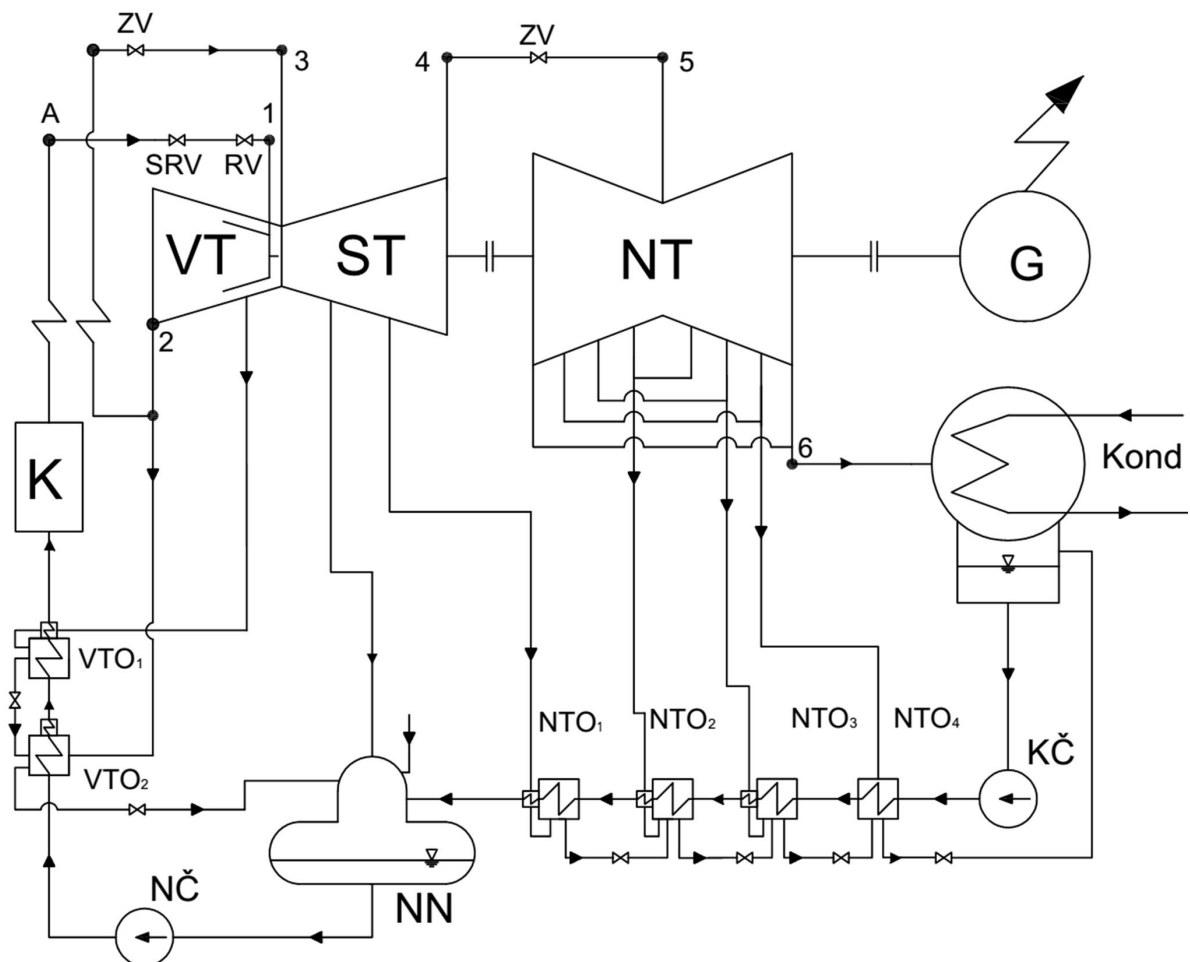 ZV
3
4
ZV
5
A
1
SRV
RV
VT
ST
NT
G
2
K
6
Kond
VTO₁
NTO₁
NTO₂
NTO₃
NTO₄
KČ
VTO₂
NČ
NN